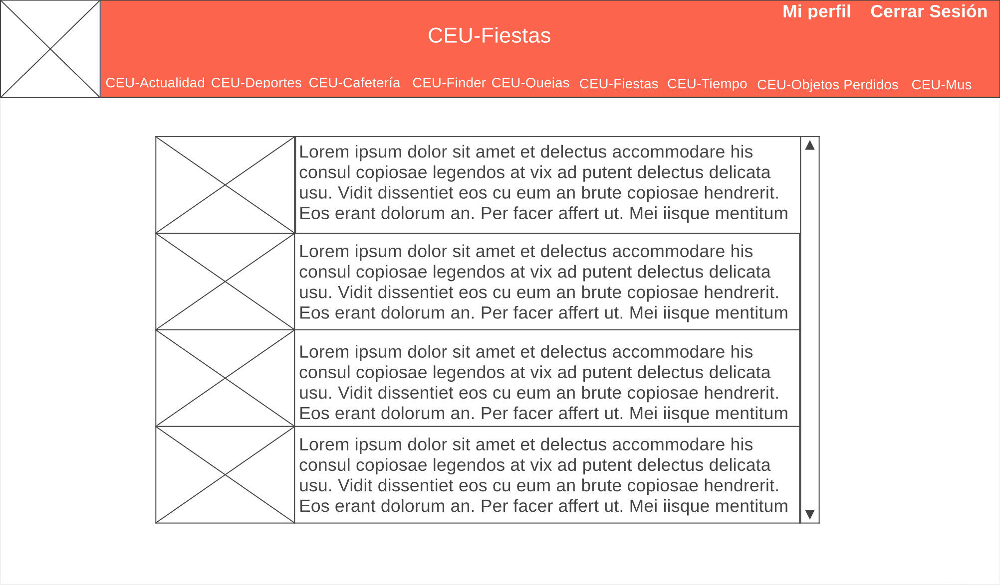 Mi perfil Cerrar Sesión
CEU-Fiestas
CEU-Actualidad CEU-Deportes CEU-Cafetería CEU-Finder CEU-Quejas CEU-Fiestas CEU-Tiempo CEU-Objetos Perdidos CEU-Mus
Lorem ipsum dolor sit amet et delectus accommodare his
consul copiosae legendos at vix ad putent delectus delicata
usu. Vidit dissentiet eos cu eum an brute copiosae hendrerit.
Eos erant dolorum an. Per facer affert ut. Mei iisque mentitum
Lorem ipsum dolor sit amet et delectus accommodare his
consul copiosae legendos at vix ad putent delectus delicata
usu. Vidit dissentiet eos cu eum an brute copiosae hendrerit.
Eos erant dolorum an. Per facer affert ut. Mei iisque mentitum
Lorem ipsum dolor sit amet et delectus accommodare his
consul copiosae legendos at vix ad putent delectus delicata
usu. Vidit dissentiet eos cu eum an brute copiosae hendrerit.
Eos erant dolorum an. Per facer affert ut. Mei iisque mentitum
Lorem ipsum dolor sit amet et delectus accommodare his
consul copiosae legendos at vix ad putent delectus delicata
usu. Vidit dissentiet eos cu eum an brute copiosae hendrerit.
Eos erant dolorum an. Per facer affert ut. Mei iisque mentitum